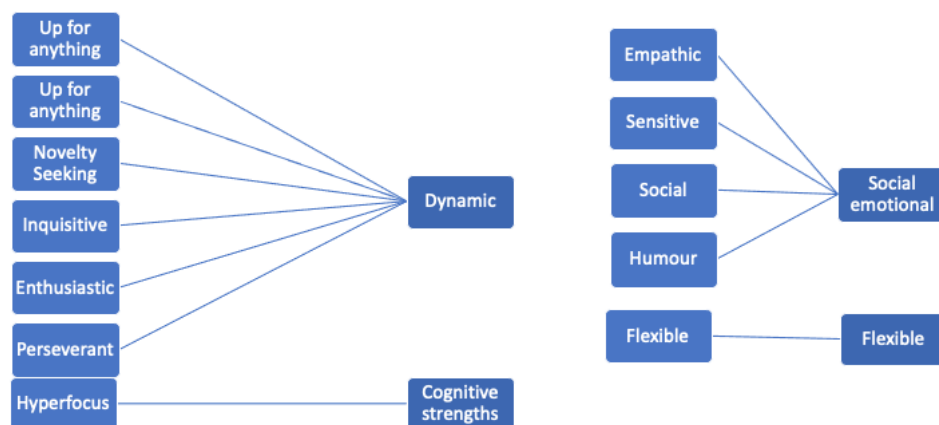 Up for
anything
Up for
anything
Novelty
Seeking
Inquisitive
Enthusiastic
Perseverant
Hyperfocus
Dynamic
Cognitive
strengths
Empathic
Sensitive
Social
Humour
Flexible
Social
emotional
Flexible